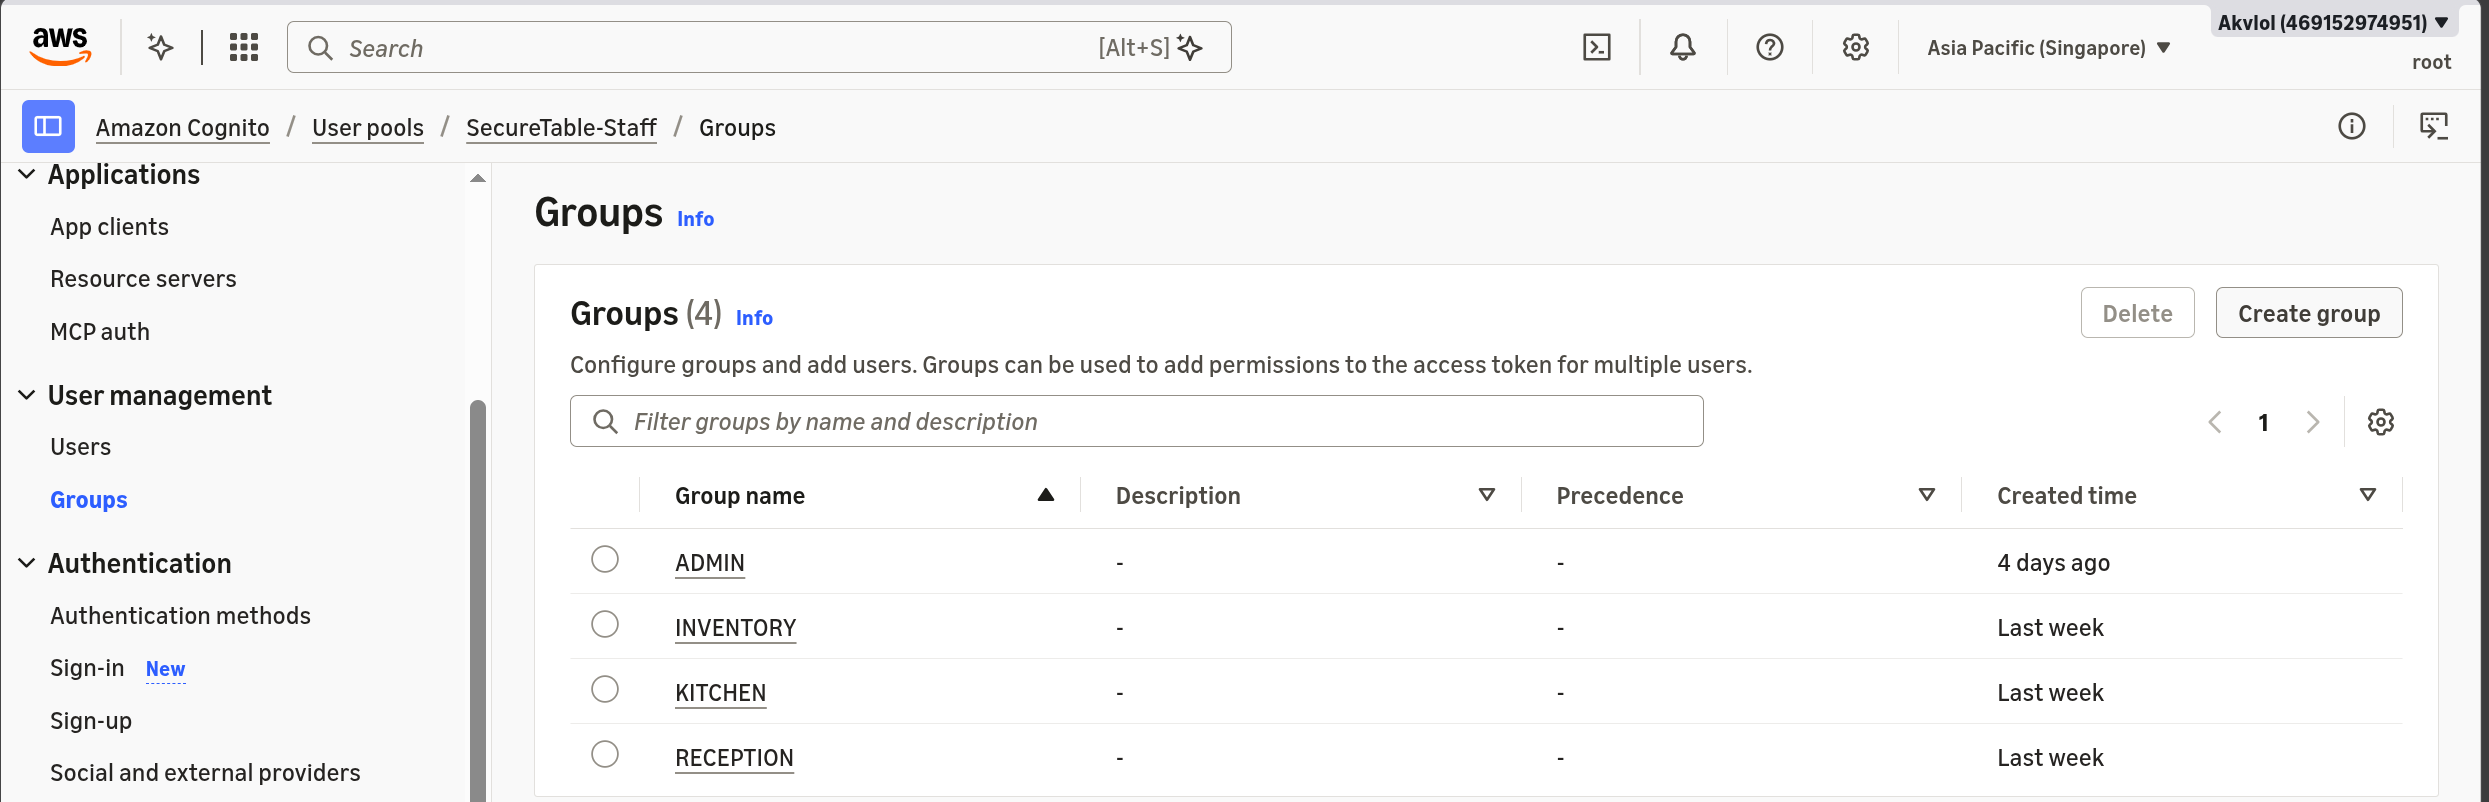 aws
Search [Alt+S]
Asia Pacific (Singapore)
Akvlol (469152974951)
root
Amazon Cognito / User pools / SecureTable-Staff / Groups
Applications
App clients
Resource servers
MCP auth
User management
Users
Groups
Authentication
Authentication methods
Sign-in New
Sign-up
Social and external providers
Groups Info
Groups (4) Info
Delete
Create group
Configure groups and add users. Groups can be used to add permissions to the access token for multiple users.
Filter groups by name and description
1
Group name Description Precedence Created time
ADMIN - - 4 days ago
INVENTORY - - Last week
KITCHEN - - Last week
RECEPTION - - Last week